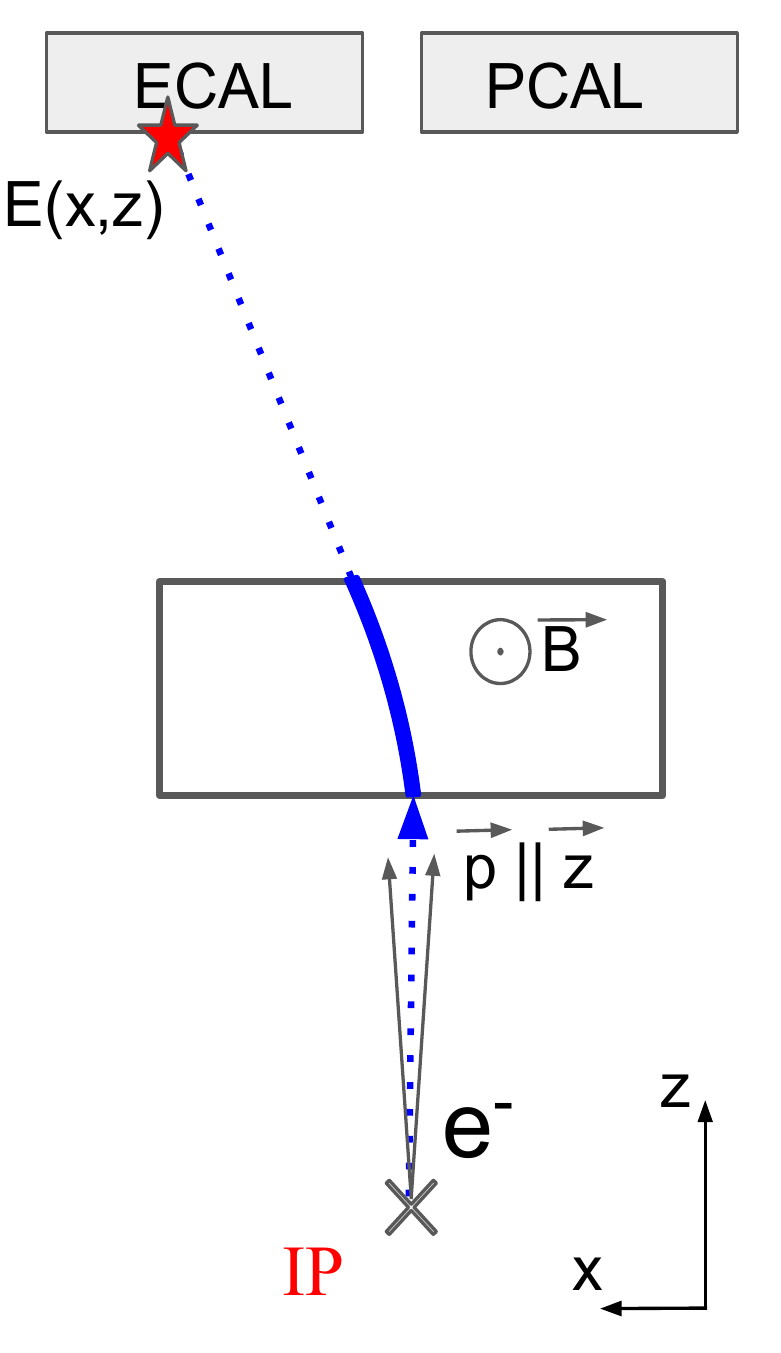 ECAL PCAL
E(x,z)
B
p || z
e-
z
IP
x